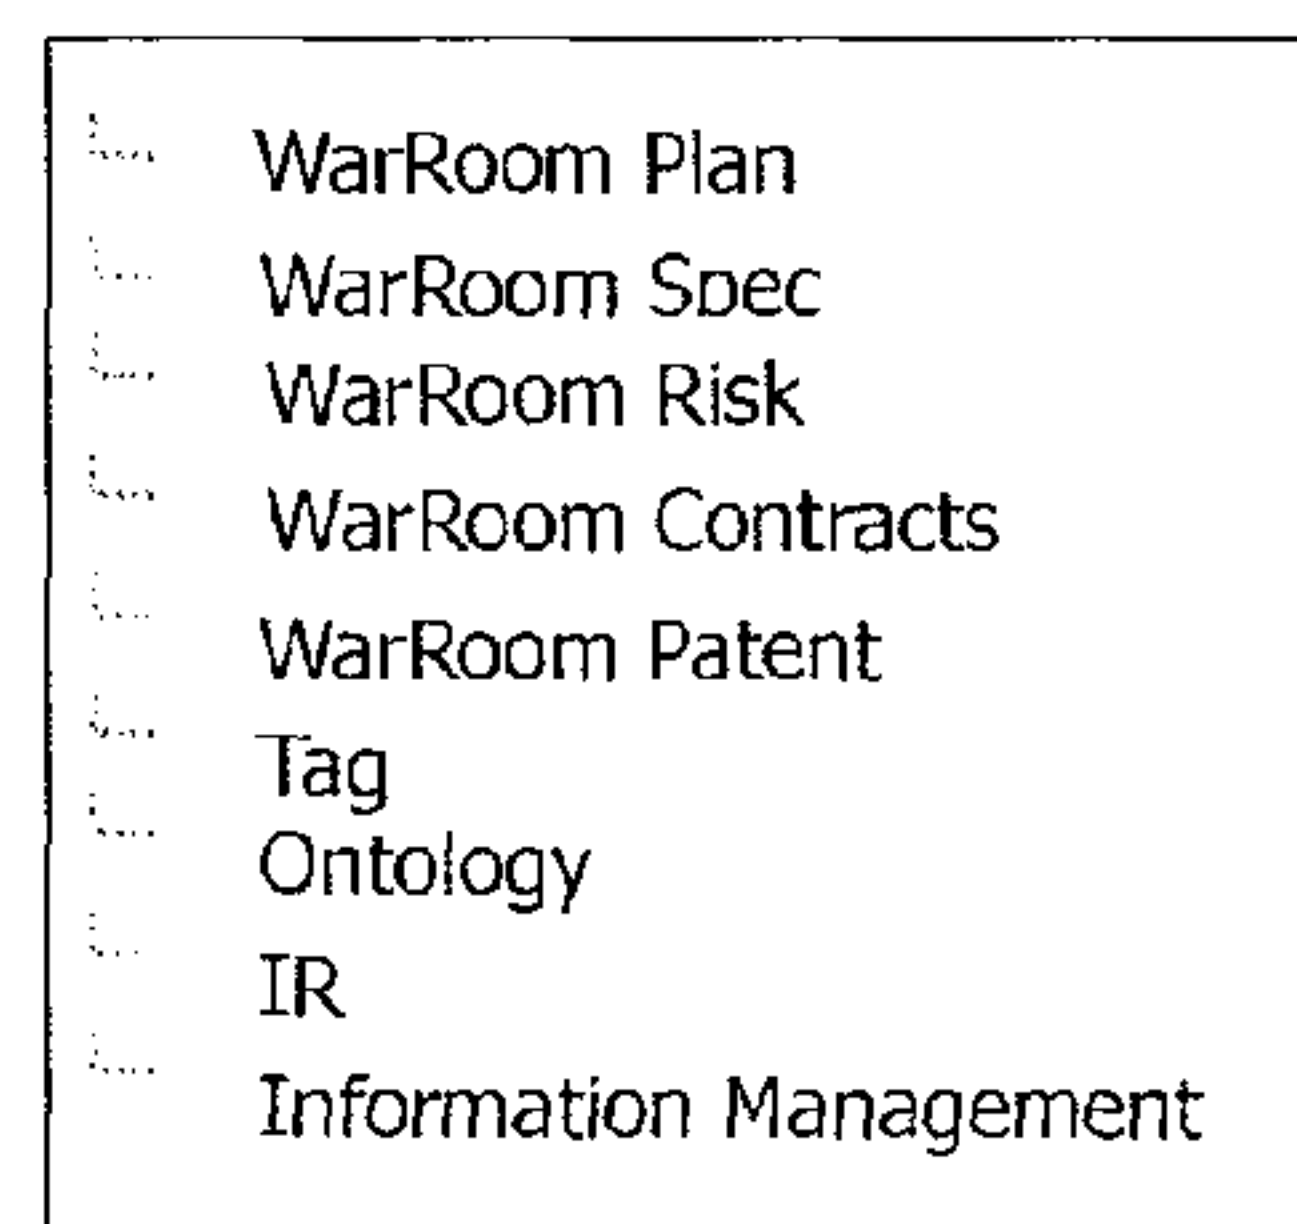 WarRoom Plan
WarRoom Spec
WarRoom Risk
WarRoom Contracts
WarRoom Patent
Tag
Ontology
IR
Information Management